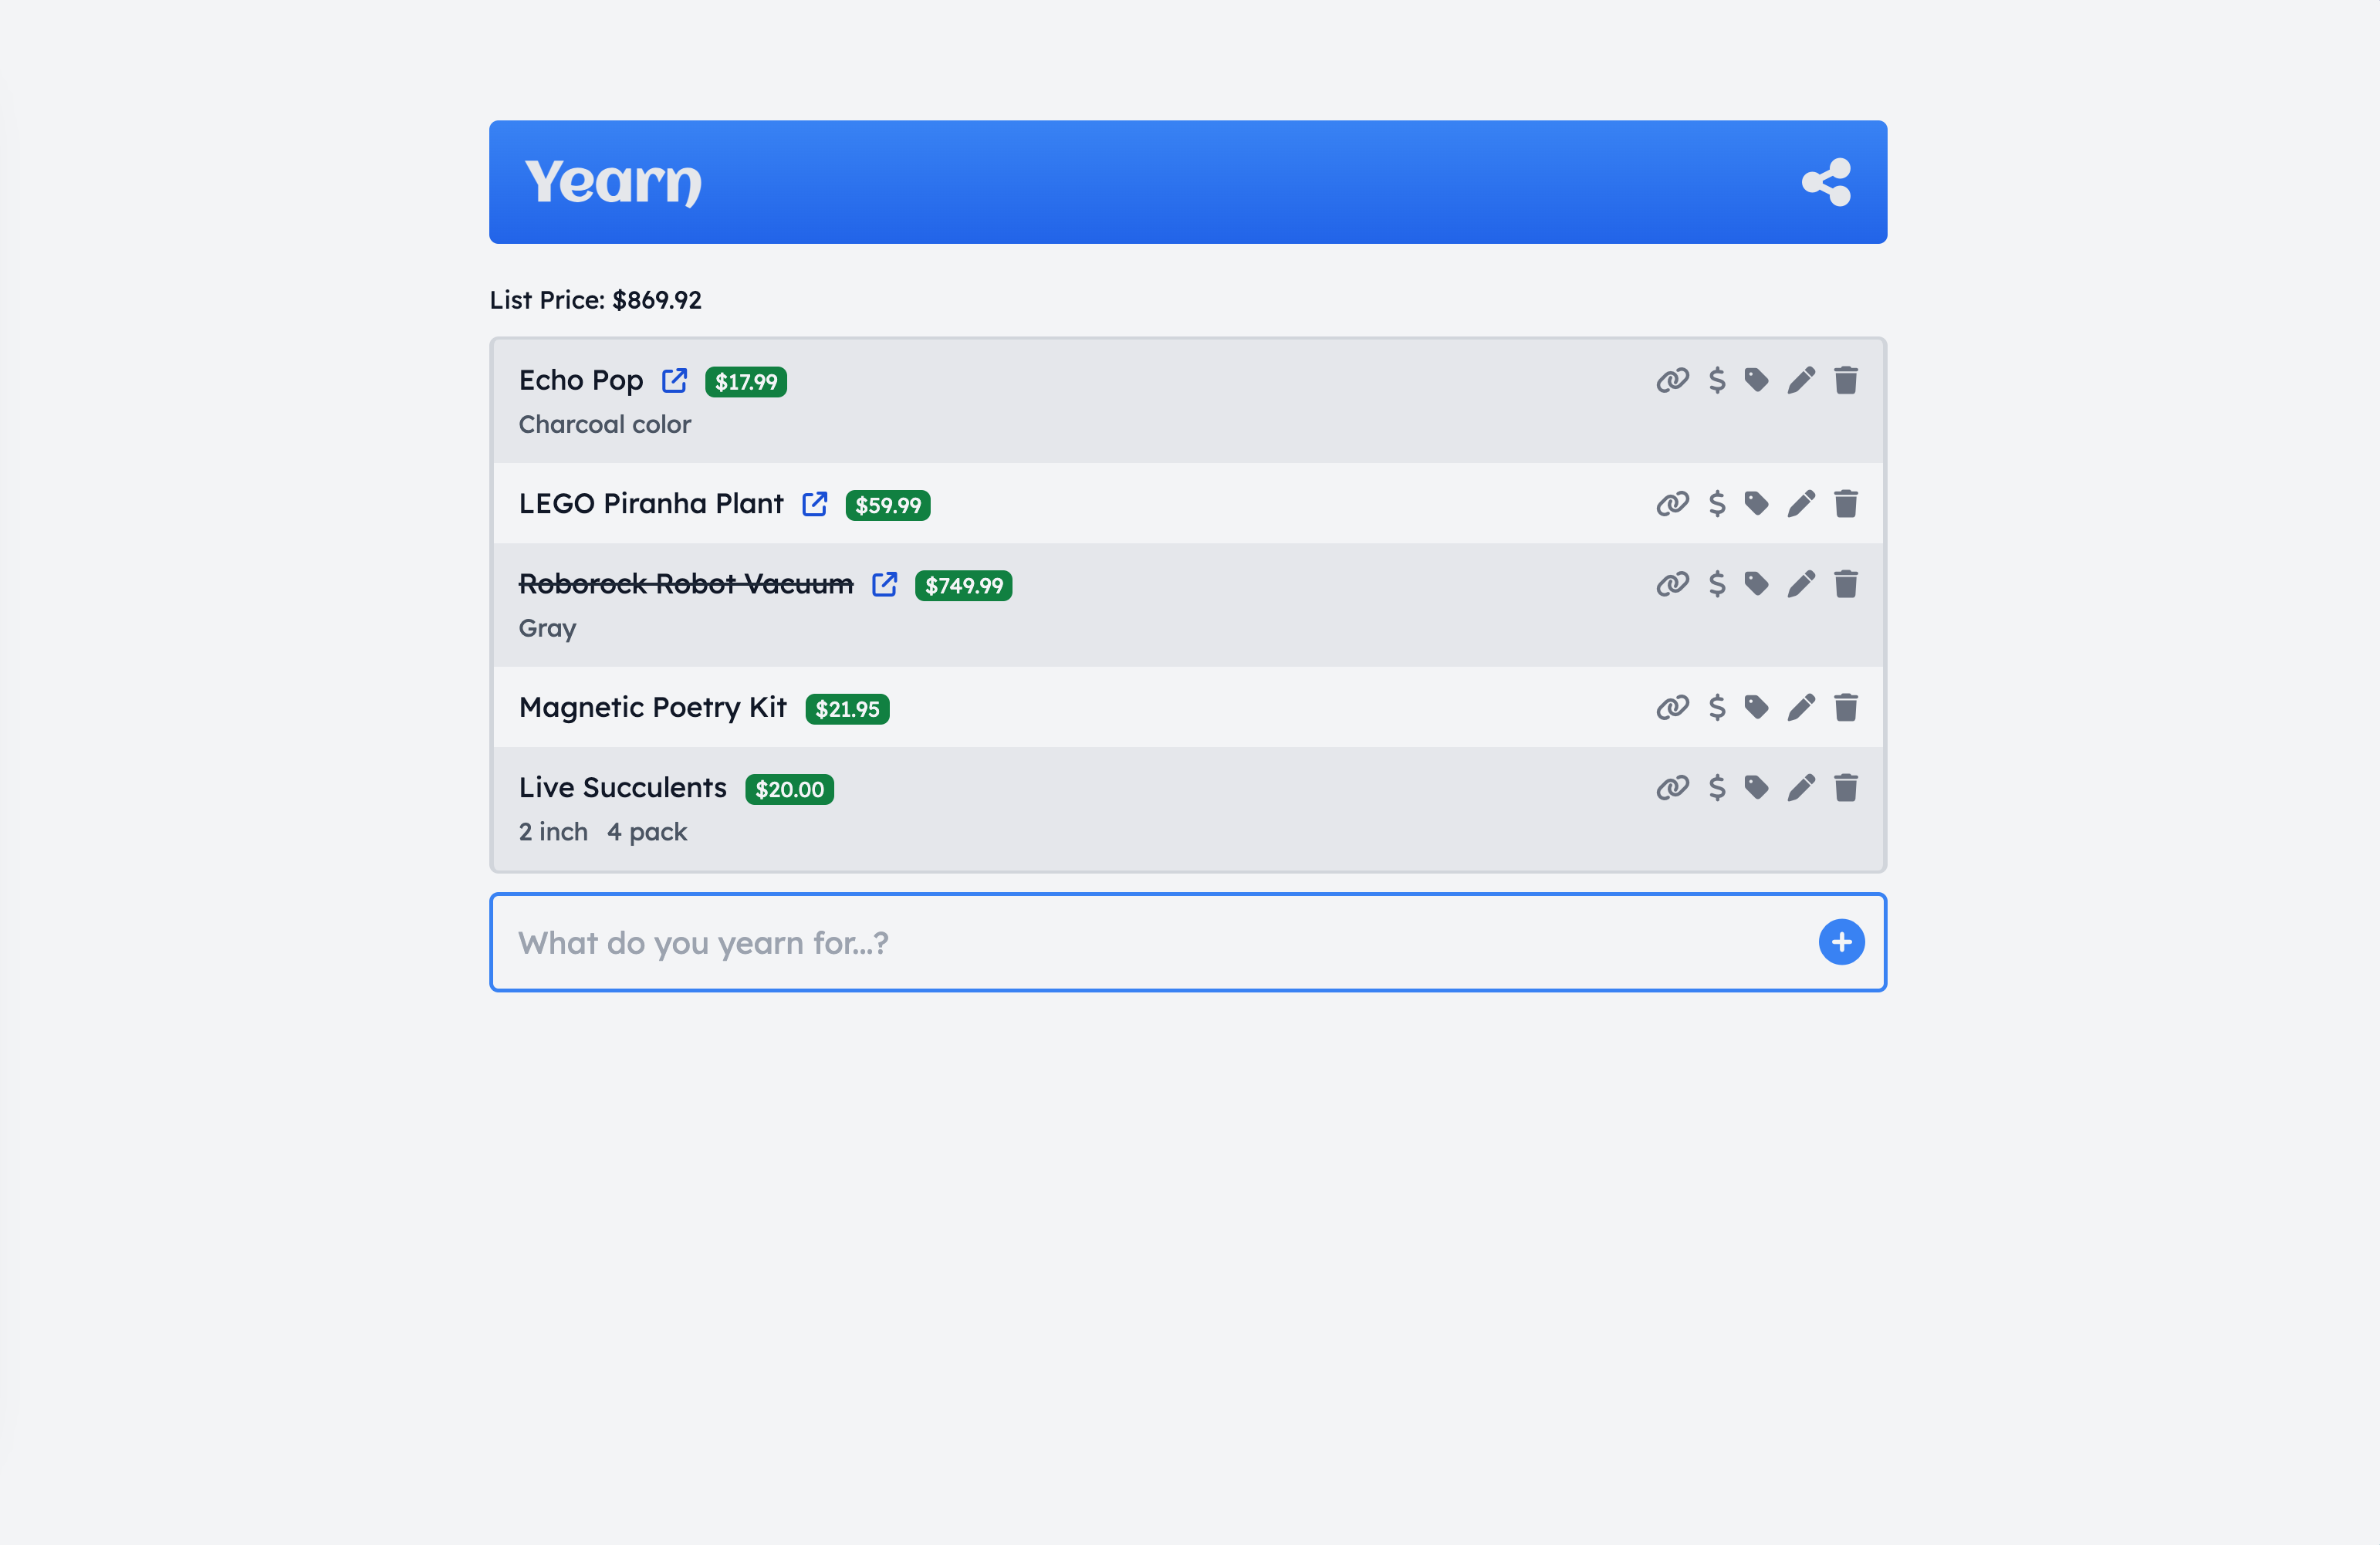 Yearn
List Price: $869.92
Echo Pop $17.99
Charcoal color
LEGO Piranha Plant $59.99
Roborock Robot Vacuum $749.99
Gray
Magnetic Poetry Kit $21.95
Live Succulents $20.00
2 inch 4 pack
What do you yearn for...?